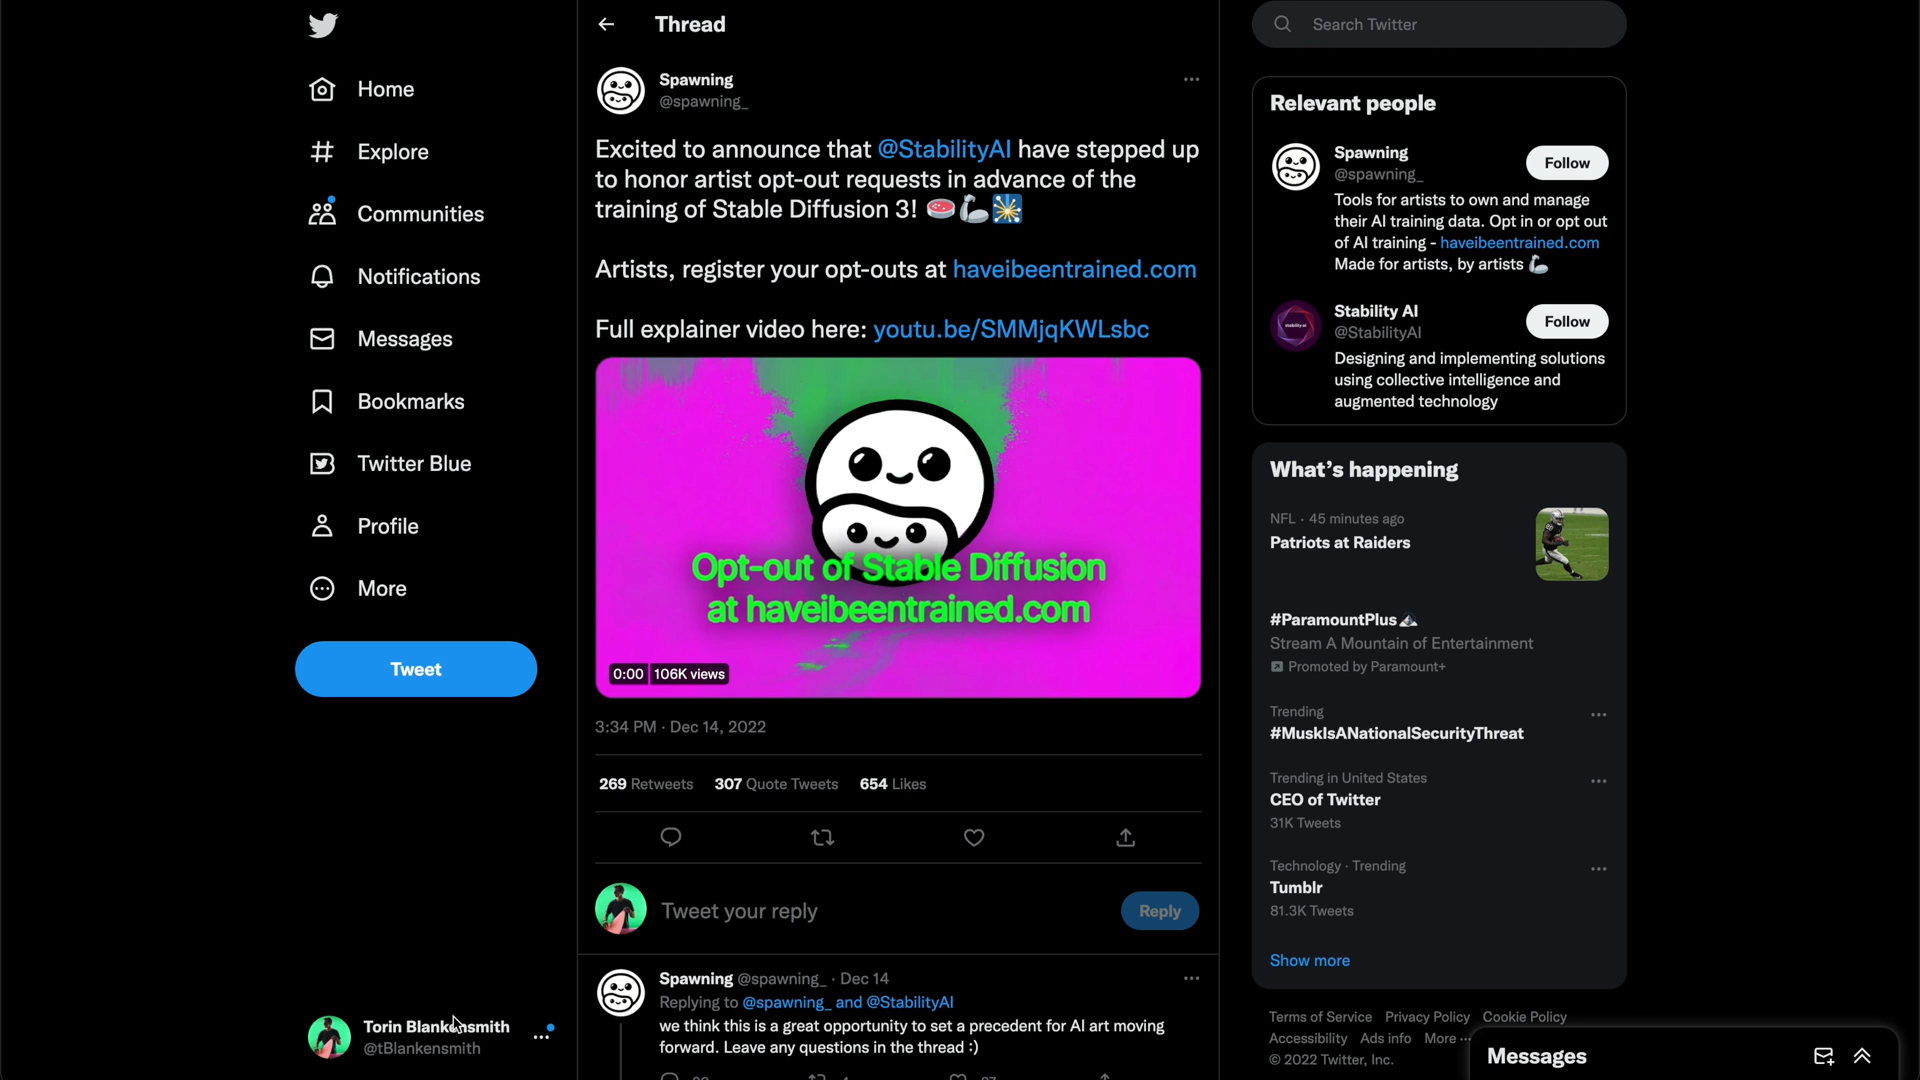 Home
Explore
Communities
Notifications
Messages
Bookmarks
Twitter Blue
Profile
More
Tweet
Torin Blankensmith
@tBlankensmith
Thread
Spawning
@spawning_
Excited to announce that @StabilityAI have stepped up
to honor artist opt-out requests in advance of the
training of Stable Diffusion 3!
Artists, register your opt-outs at haveibeentrained.com
Full explainer video here: youtu.be/SMMjqKWLsbc
Opt-out of Stable Diffusion
at haveibeentrained.com
0:00 106K views
3:34 PM · Dec 14, 2022
269 Retweets 307 Quote Tweets 654 Likes
Tweet your reply
Reply
Spawning @spawning_ · Dec 14
Replying to @spawning_ and @StabilityAI
we think this is a great opportunity to set a precedent for AI art moving
forward. Leave any questions in the thread :)
Search Twitter
Relevant people
Spawning
@spawning_
Follow
Tools for artists to own and manage
their AI training data. Opt in or opt out
of AI training - haveibeentrained.com
Made for artists, by artists
Stability AI
@StabilityAI
Follow
stability.ai
Designing and implementing solutions
using collective intelligence and
augmented technology
What's happening
NFL · 45 minutes ago
Patriots at Raiders
#ParamountPlus
Stream A Mountain of Entertainment
Promoted by Paramount+
Trending
#MuskIsANationalSecurityThreat
Trending in United States
CEO of Twitter
31K Tweets
Technology · Trending
Tumblr
81.3K Tweets
Show more
Terms of Service Privacy Policy Cookie Policy
Accessibility Ads info More ...
© 2022 Twitter, Inc.
Messages